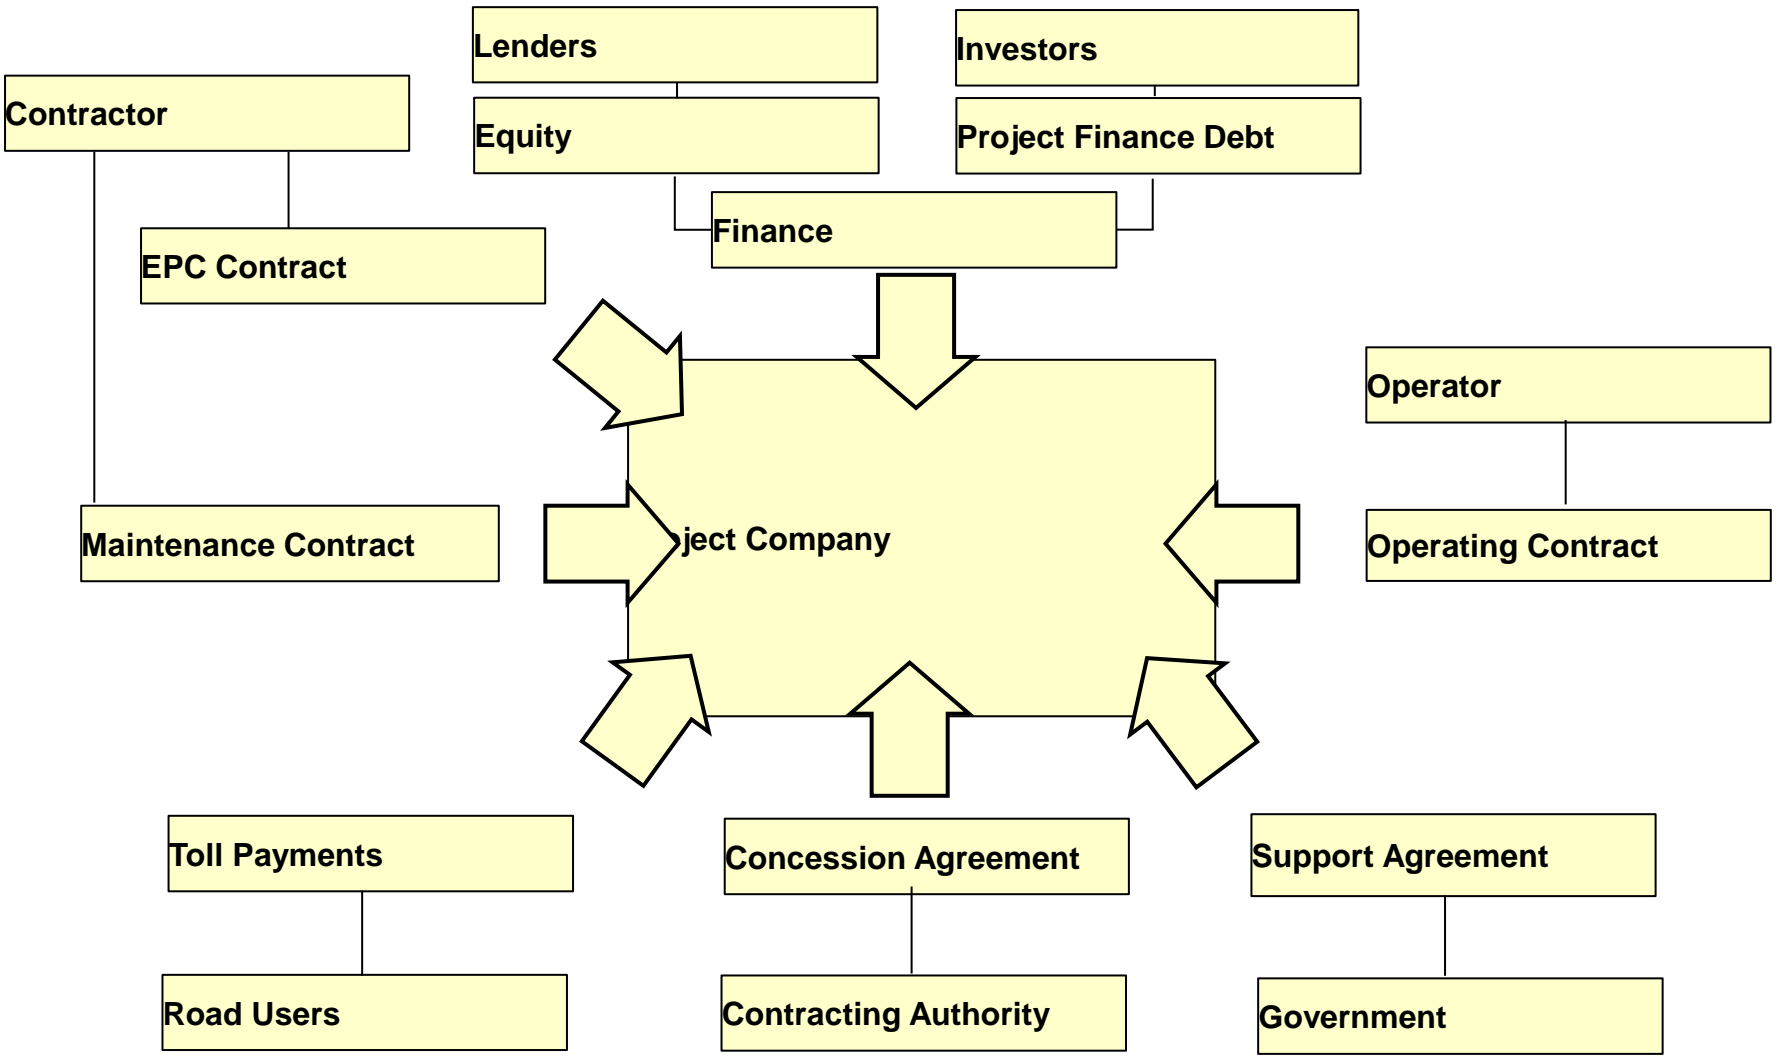 Lenders
Investors
Contractor
Equity
Project Finance Debt
Finance
EPC Contract
Operator
Maintenance Contract
ject Company
Operating Contract
Toll Payments
Concession Agreement
Support Agreement
Road Users
Contracting Authority
Government